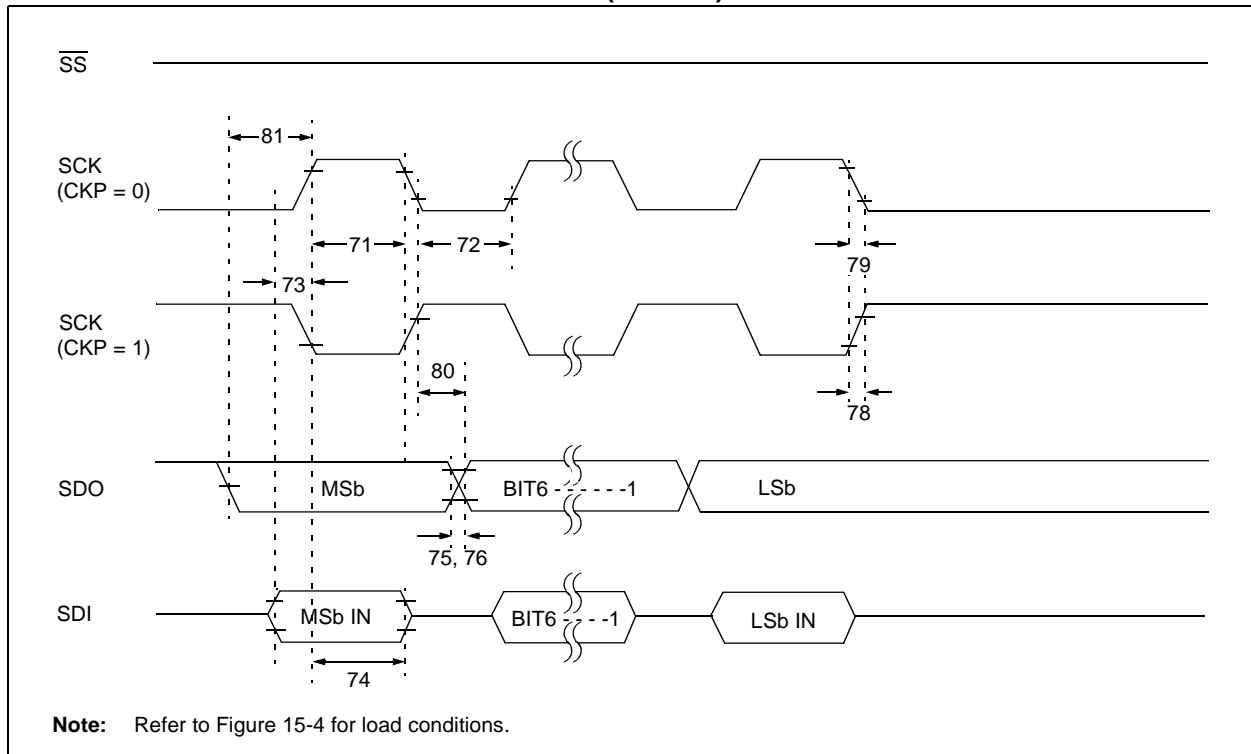 SS
81
SCK
(CKP = 0)
71
72
79
73
SCK
(CKP = 1)
80
78
SDO
MSb
BIT6 - - - - - -1
LSb
75, 76
SDI
MSb IN
BIT6 - - - -1
LSb IN
74
Note: Refer to Figure 15-4 for load conditions.